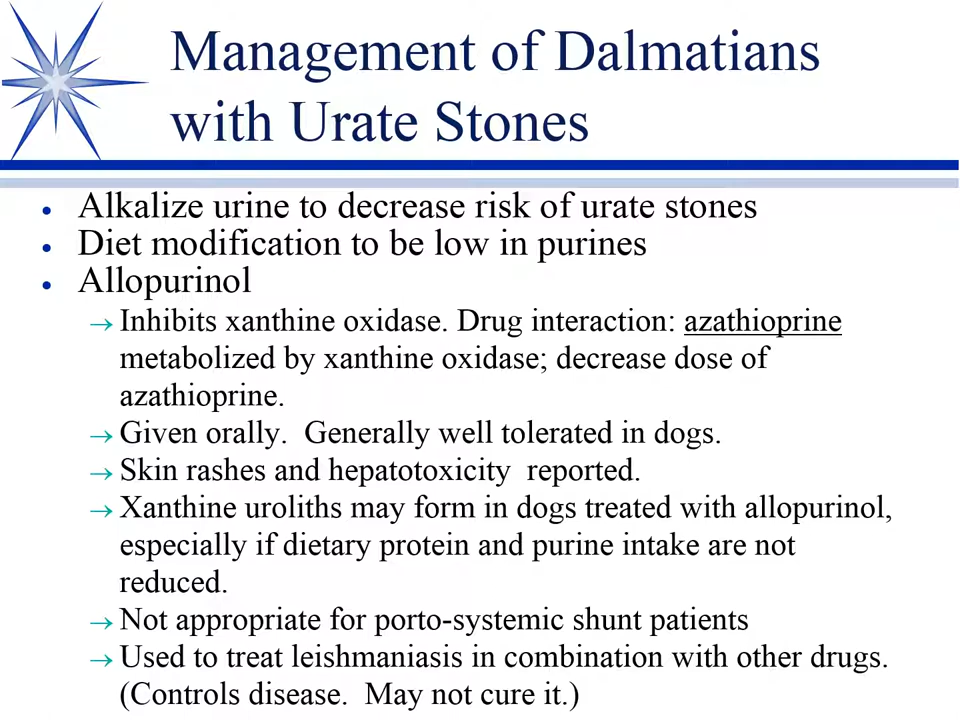 Management of Dalmatians
with Urate Stones
• Alkalize urine to decrease risk of urate stones
• Diet modification to be low in purines
• Allopurinol
→ Inhibits xanthine oxidase. Drug interaction: azathioprine
metabolized by xanthine oxidase; decrease dose of
azathioprine.
→ Given orally.  Generally well tolerated in dogs.
→ Skin rashes and hepatotoxicity  reported.
→ Xanthine uroliths may form in dogs treated with allopurinol,
especially if dietary protein and purine intake are not
reduced.
→ Not appropriate for porto-systemic shunt patients
→ Used to treat leishmaniasis in combination with other drugs.
(Controls disease.  May not cure it.)